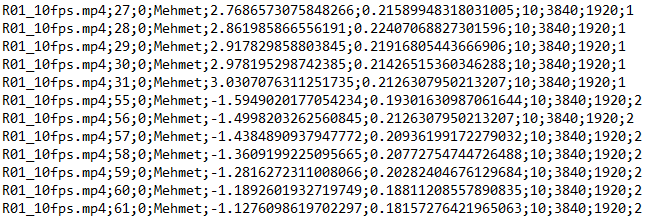 R01_10fps.mp4;27;0;Mehmet;2.7686573075848266;0.21589948318031005;10;3840;1920;1
R01_10fps.mp4;28;0;Mehmet;2.861985866556191;0.22407068827301596;10;3840;1920;1
R01_10fps.mp4;29;0;Mehmet;2.917829858803845;0.21916805443666906;10;3840;1920;1
R01_10fps.mp4;30;0;Mehmet;2.978195298742385;0.21426515360346288;10;3840;1920;1
R01_10fps.mp4;31;0;Mehmet;3.0307076311251735;0.2126307950213207;10;3840;1920;1
R01_10fps.mp4;55;0;Mehmet;-1.5949020177054234;0.19301630987061644;10;3840;1920;2
R01_10fps.mp4;56;0;Mehmet;-1.4998203262560845;0.2126307950213207;10;3840;1920;2
R01_10fps.mp4;57;0;Mehmet;-1.4384890937947772;0.20936199172279032;10;3840;1920;2
R01_10fps.mp4;58;0;Mehmet;-1.3609199225095665;0.20772754744726488;10;3840;1920;2
R01_10fps.mp4;59;0;Mehmet;-1.2816272311008066;0.20282404676129684;10;3840;1920;2
R01_10fps.mp4;60;0;Mehmet;-1.1892601932719749;0.18811208557890835;10;3840;1920;2
R01_10fps.mp4;61;0;Mehmet;-1.1276098619702297;0.18157276421965063;10;3840;1920;2